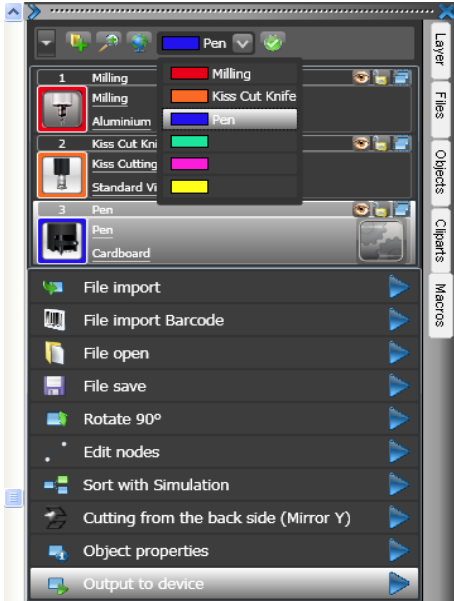 Pen
Milling
Kiss Cut Knife
Pen
1 Milling
Milling
Aluminium
2 Kiss Cut Kni
Kiss Cutting
Standard Vi
3 Pen
Pen
Cardboard
File import
File import Barcode
File open
File save
Rotate 90º
Edit nodes
Sort with Simulation
Cutting from the back side (Mirror Y)
Object properties
Output to device
Layer
Files
Objects
Cliparts
Macros